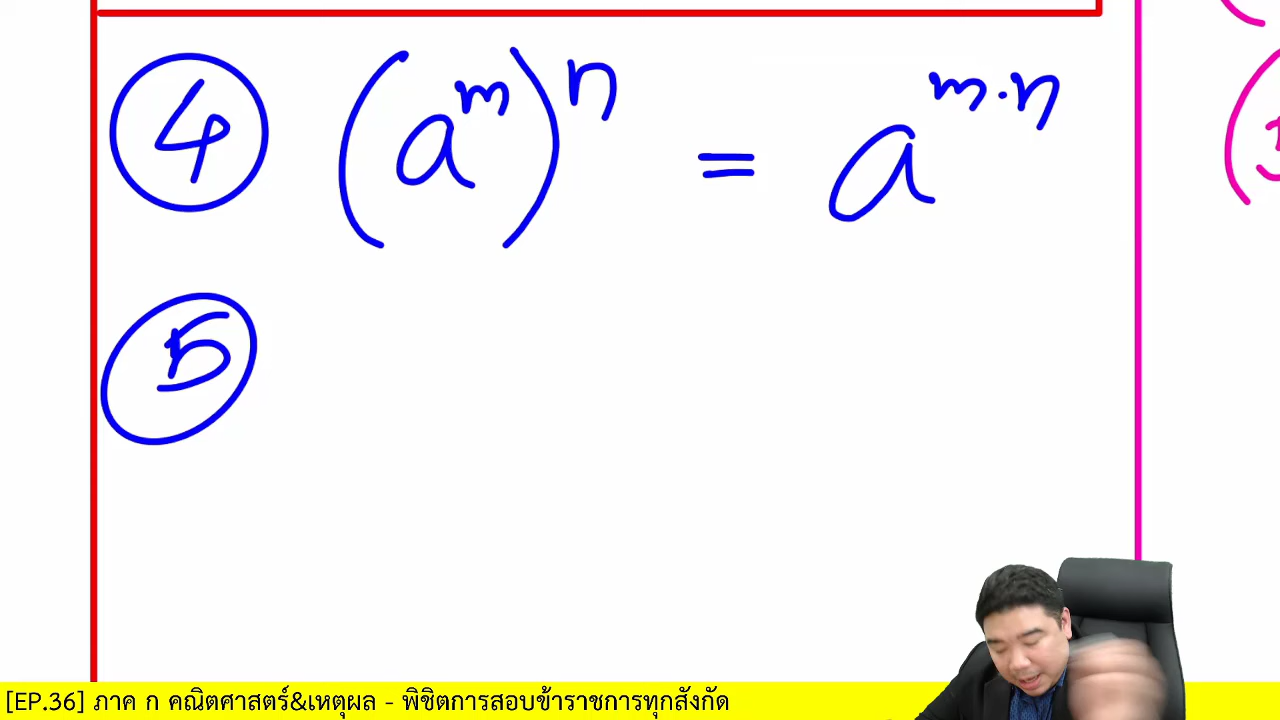 ④ (a^m)^n = a^{m·n}
⑤
[EP.36] ภาค ก คณิตศาสตร์&เหตุผล - พิชิตการสอบข้าราชการทุกสังกัด